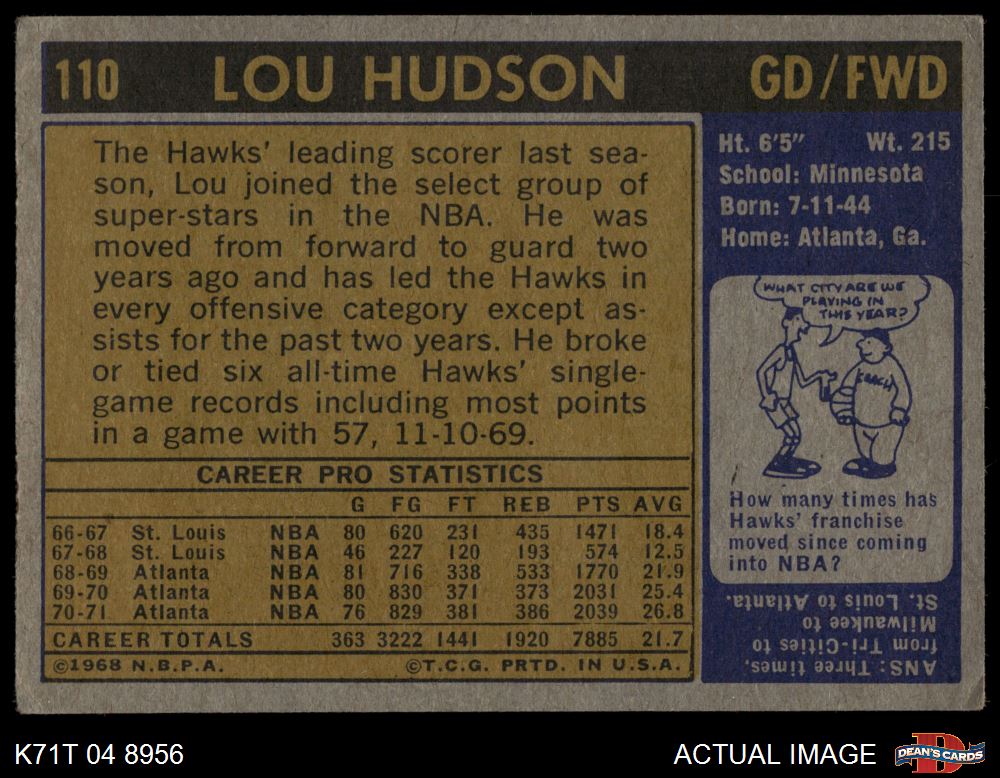 110 LOU HUDSON GD/FWD
The Hawks' leading scorer last sea-
son, Lou joined the select group of
super-stars in the NBA. He was
moved from forward to guard two
years ago and has led the Hawks in
every offensive category except as-
sists for the past two years. He broke
or tied six all-time Hawks' single-
game records including most points
in a game with 57, 11-10-69.
CAREER PRO STATISTICS
G FG FT REB PTS AVG
66-67 St. Louis NBA 80 620 231 435 1471 18.4
67-68 St. Louis NBA 46 227 120 193 574 12.5
68-69 Atlanta NBA 81 716 338 533 1770 21.9
69-70 Atlanta NBA 80 830 371 373 2031 25.4
70-71 Atlanta NBA 76 829 381 386 2039 26.8
CAREER TOTALS 363 3222 1441 1920 7885 21.7
©1968 N.B.P.A. ©T.C.G. PRTD. IN U.S.A.
Ht. 6'5" Wt. 215
School: Minnesota
Born: 7-11-44
Home: Atlanta, Ga.
WHAT CITY ARE WE
PLAYING IN
THIS YEAR?
COACH
How many times has
Hawks' franchise
moved since coming
into NBA?
ANS: Three times,
from Tri-Cities to
Milwaukee to
St. Louis to Atlanta.
K71T 04 8956
ACTUAL IMAGE
D
DEAN'S CARDS